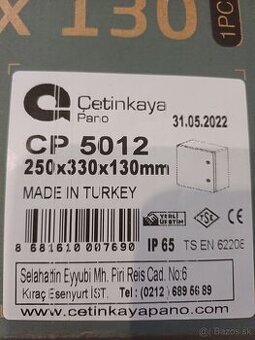 x 130
1PC
Çetinkaya
Pano
31.05.2022
CP 5012
250x330x130mm
MADE IN TURKEY
YERLİ
ÜRETİM
TSE
8 681610 007690
IP 65
TS EN 62208
Selahattin Eyyubi Mh. Piri Reis Cad. No:6
Kıraç Esenyurt İST. Tel : (0212) 689 56 89
www.cetinkayapano.com
bazos.sk